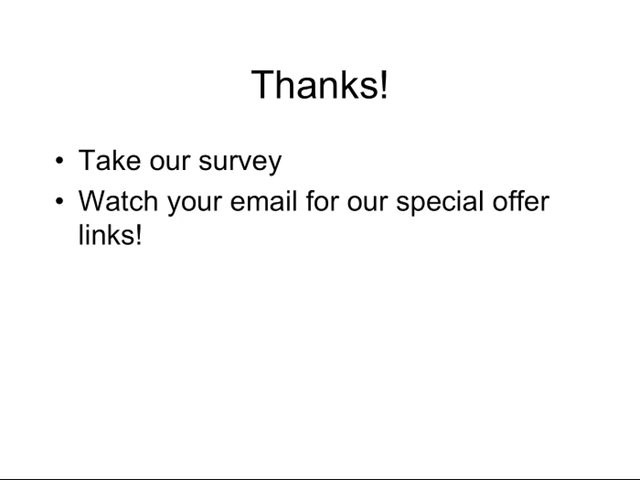 Thanks!
• Take our survey
• Watch your email for our special offer
links!